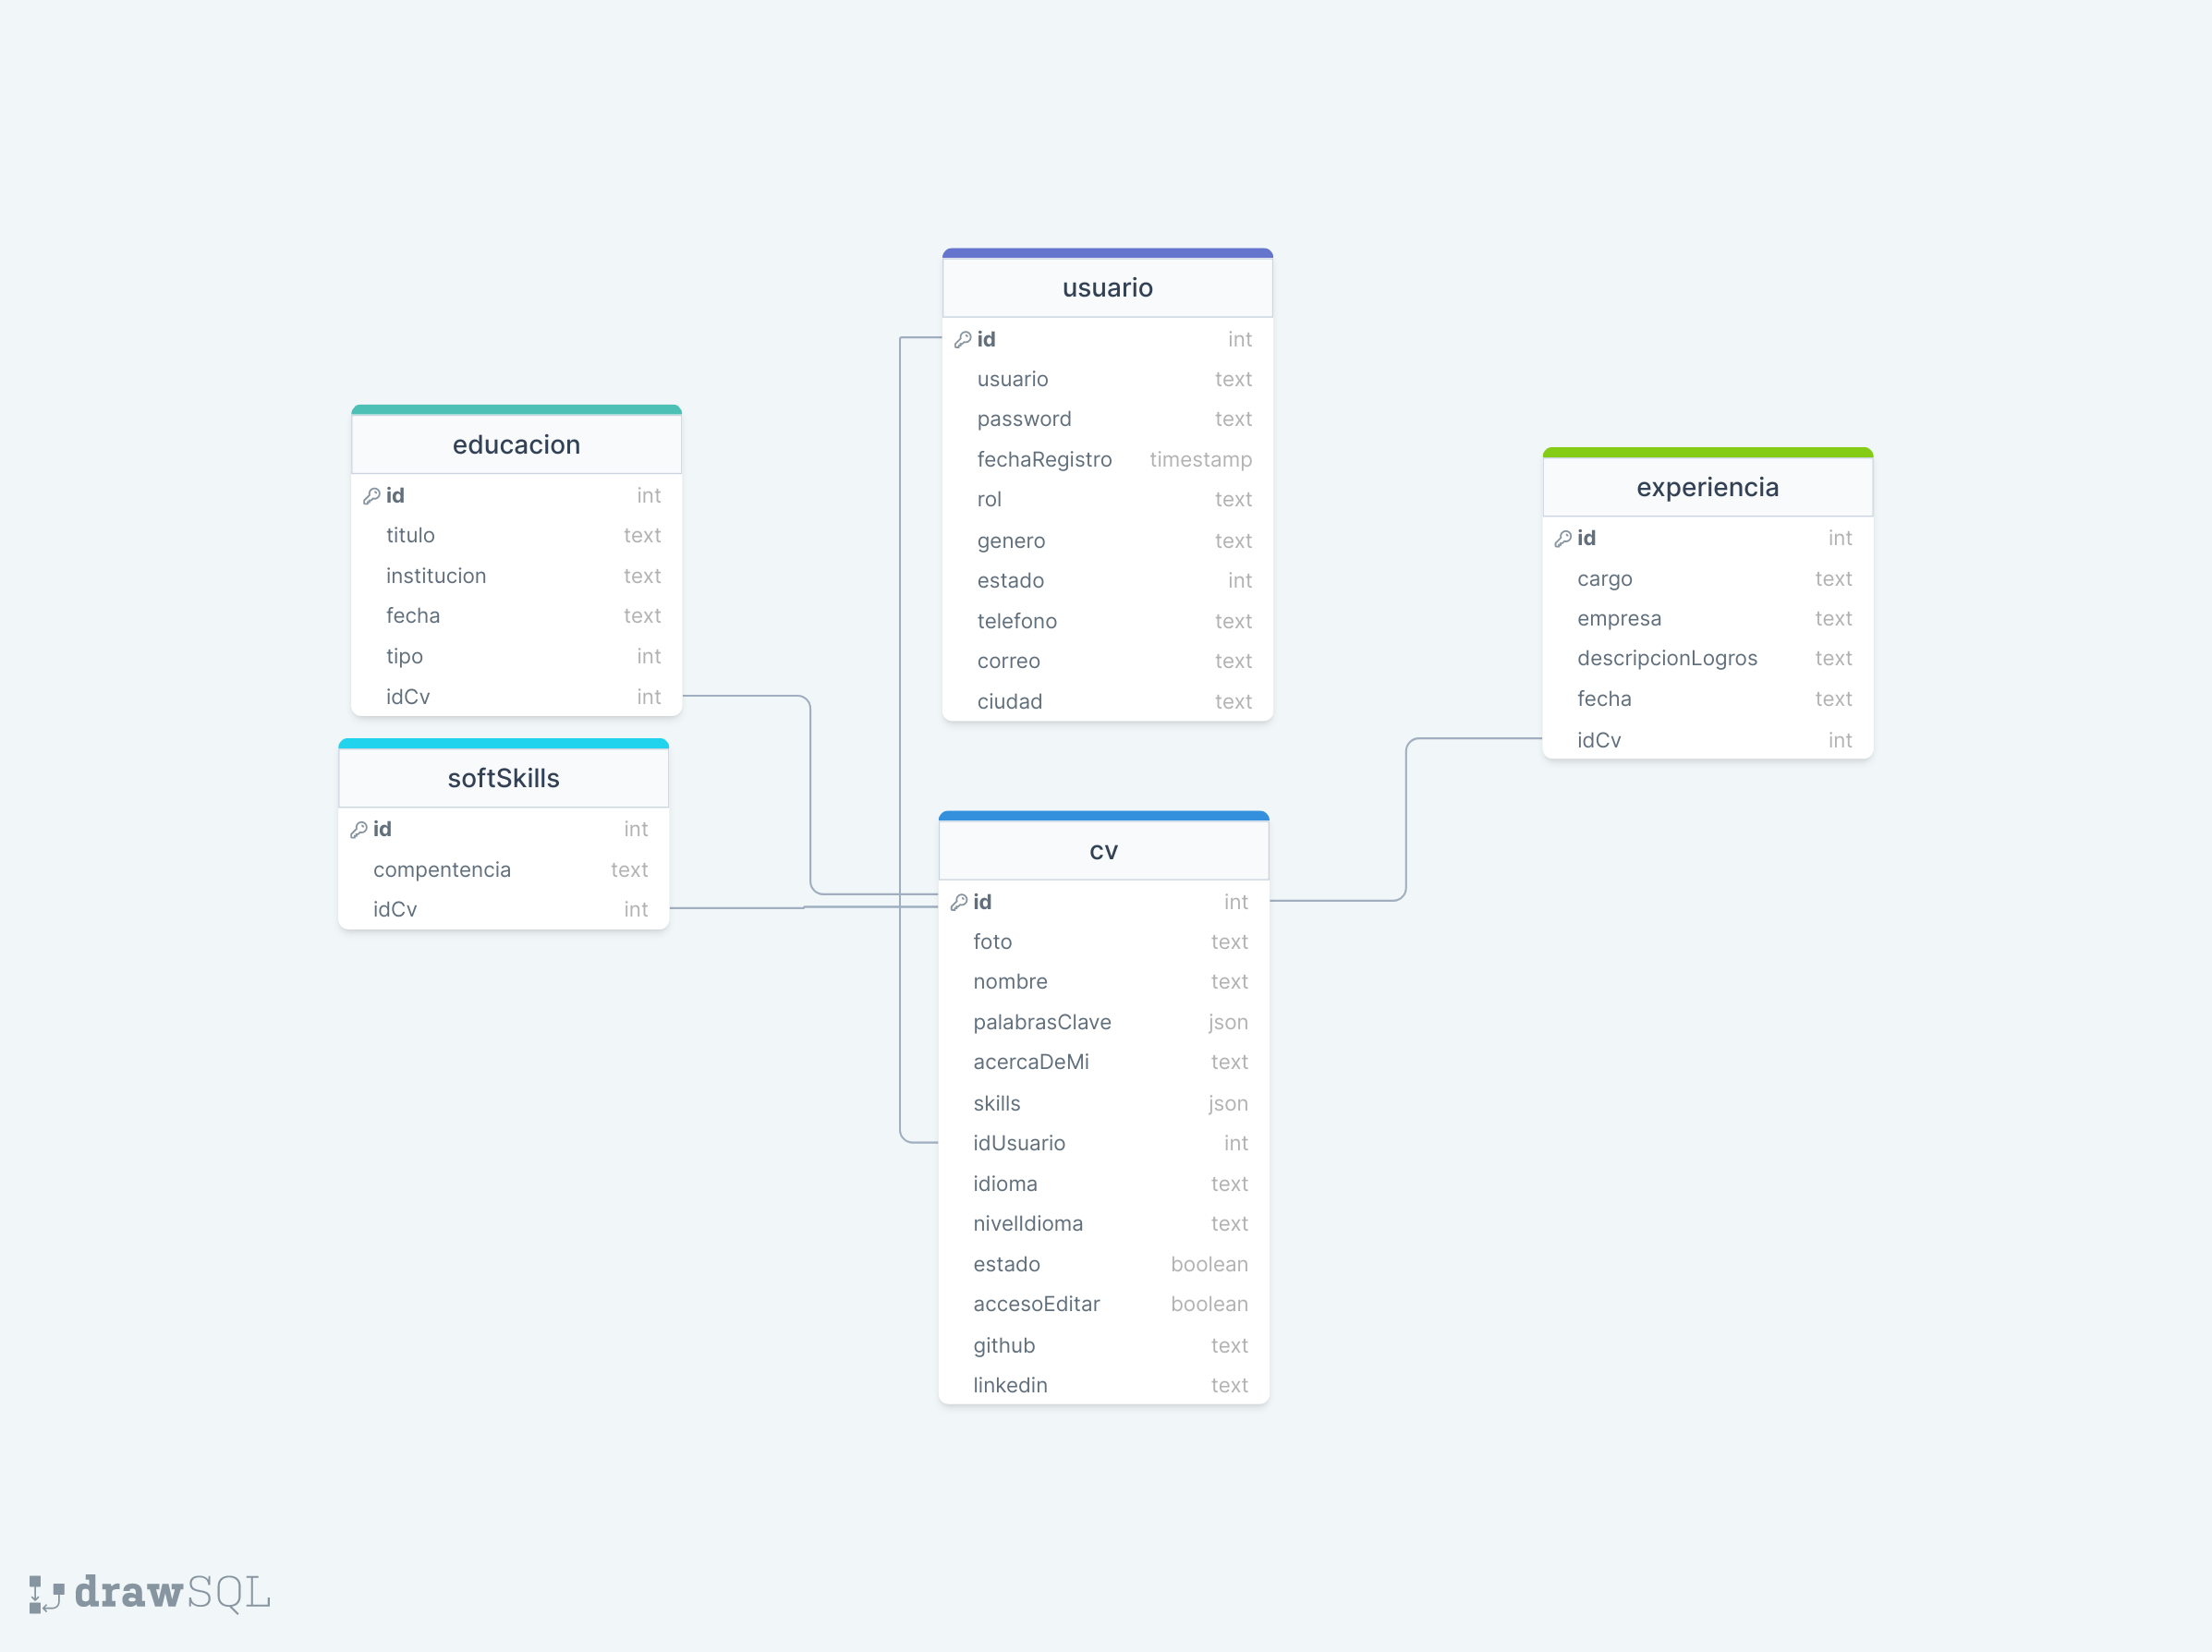 usuario
id int
usuario text
password text
fechaRegistro timestamp
rol text
genero text
estado int
telefono text
correo text
ciudad text
educacion
id int
titulo text
institucion text
fecha text
tipo int
idCv int
experiencia
id int
cargo text
empresa text
descripcionLogros text
fecha text
idCv int
softSkills
id int
compentencia text
idCv int
cv
id int
foto text
nombre text
palabrasClave json
acercaDeMi text
skills json
idUsuario int
idioma text
nivelIdioma text
estado boolean
accesoEditar boolean
github text
linkedin text
drawSQL